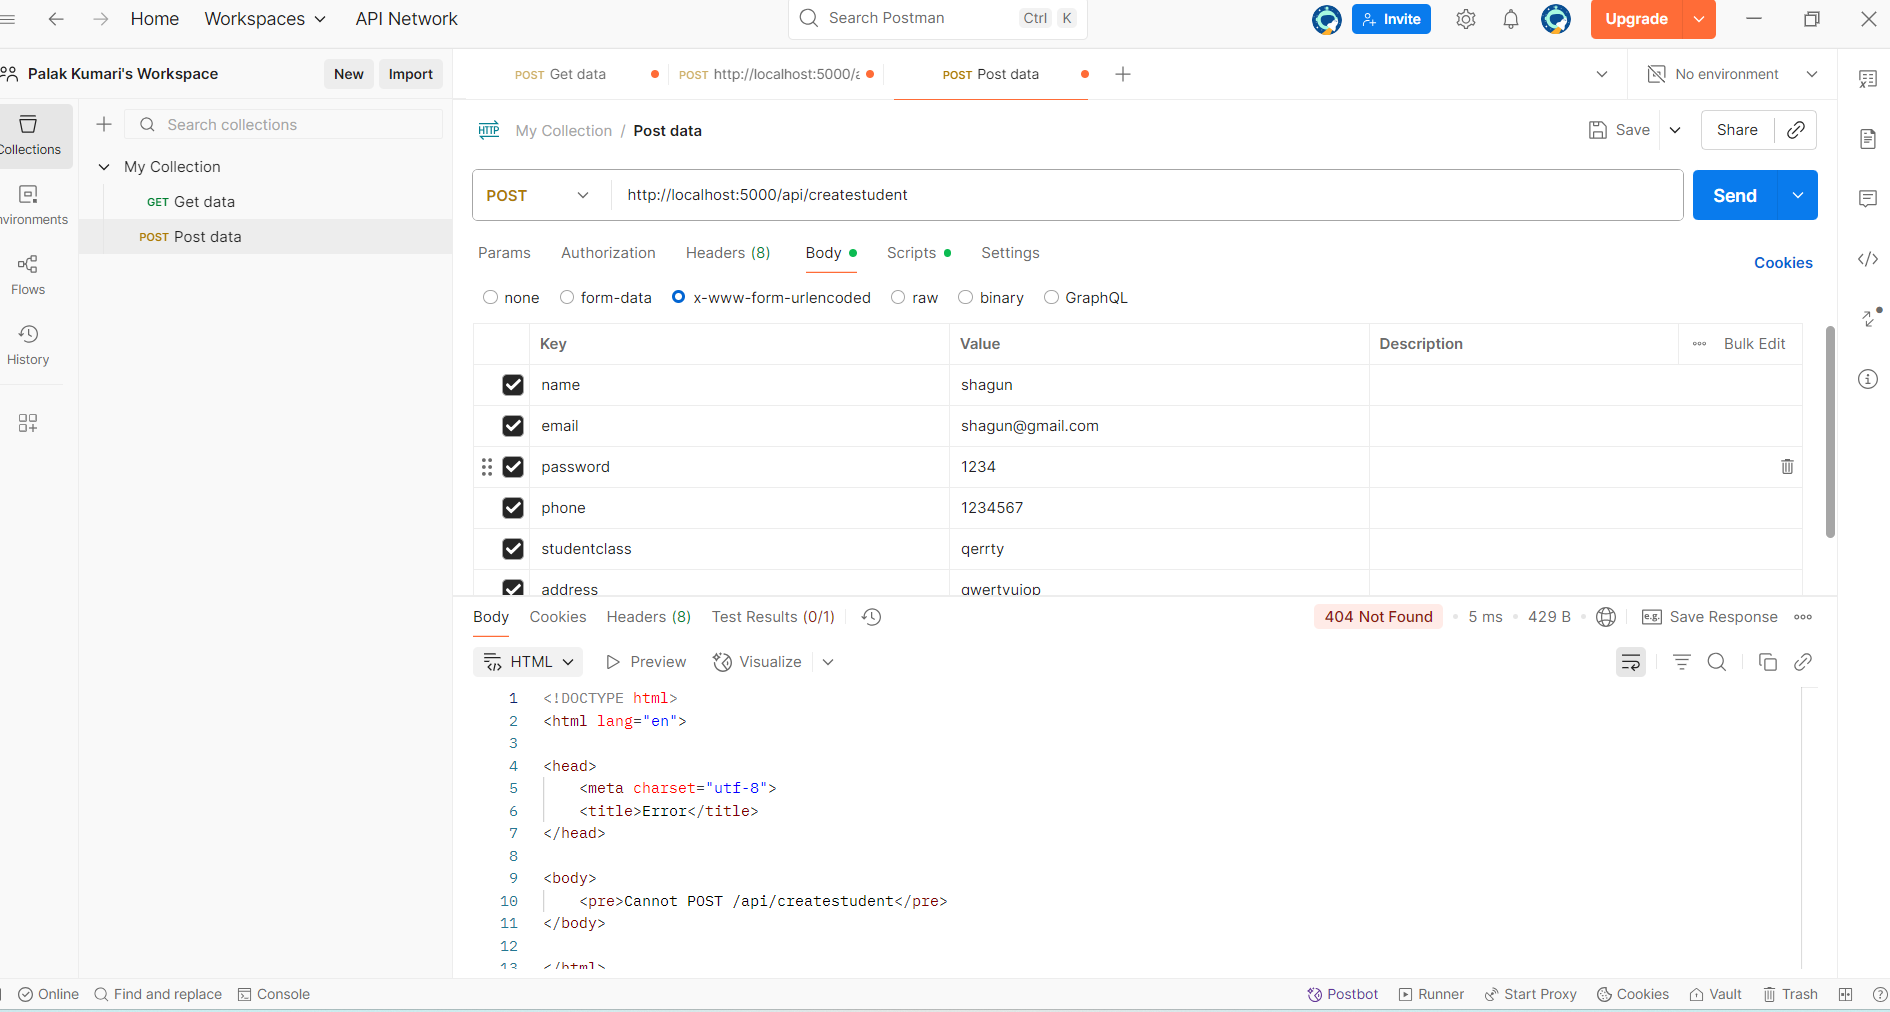 Home Workspaces API Network Search Postman Ctrl K Invite Upgrade
Palak Kumari's Workspace New Import
POST Get data POST http://localhost:5000/a POST Post data No environment
Collections
Search collections
My Collection
GET Get data
POST Post data
nvironments
Flows
History
HTTP My Collection / Post data Save Share
POST http://localhost:5000/api/createstudent Send
Params Authorization Headers (8) Body Scripts Settings Cookies
none form-data x-www-form-urlencoded raw binary GraphQL
Key Value Description Bulk Edit
name shagun
email shagun@gmail.com
password 1234
phone 1234567
studentclass qerrty
address qwertyuiop
Body Cookies Headers (8) Test Results (0/1) 404 Not Found 5 ms 429 B e.g. Save Response
HTML Preview Visualize
1 <!DOCTYPE html>
2 <html lang="en">
3
4 <head>
5 <meta charset="utf-8">
6 <title>Error</title>
7 </head>
8
9 <body>
10 <pre>Cannot POST /api/createstudent</pre>
11 </body>
12
13 </html>
Online Find and replace Console Postbot Runner Start Proxy Cookies Vault Trash